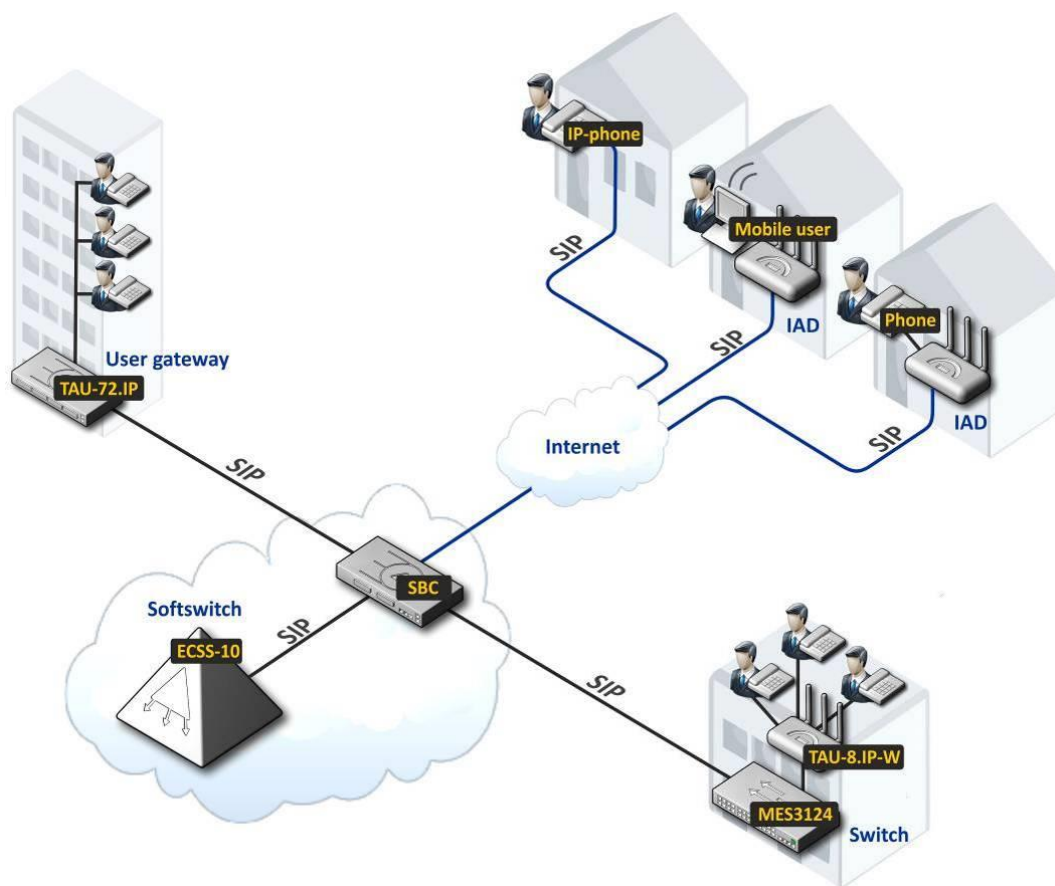 IP-phone
SIP
Mobile user
IAD
SIP
Phone
IAD
SIP
User gateway
TAU-72.IP
SIP
Internet
SBC
Softswitch
ECSS-10
SIP
SIP
TAU-8.IP-W
MES3124
Switch